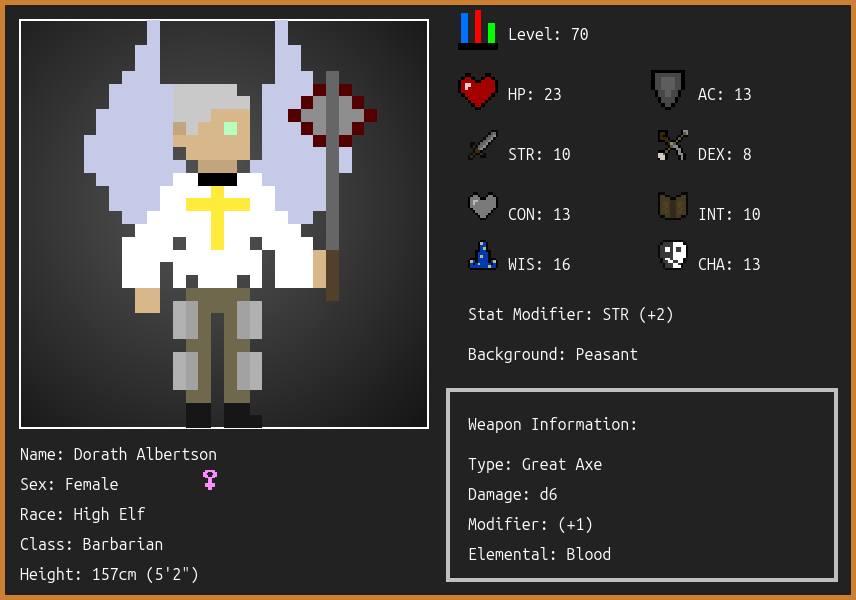 Level: 70
HP: 23
AC: 13
STR: 10
DEX: 8
CON: 13
INT: 10
WIS: 16
CHA: 13
Stat Modifier: STR (+2)
Background: Peasant
Weapon Information:
Type: Great Axe
Damage: d6
Modifier: (+1)
Elemental: Blood
Name: Dorath Albertson
Sex: Female
Race: High Elf
Class: Barbarian
Height: 157cm (5'2")